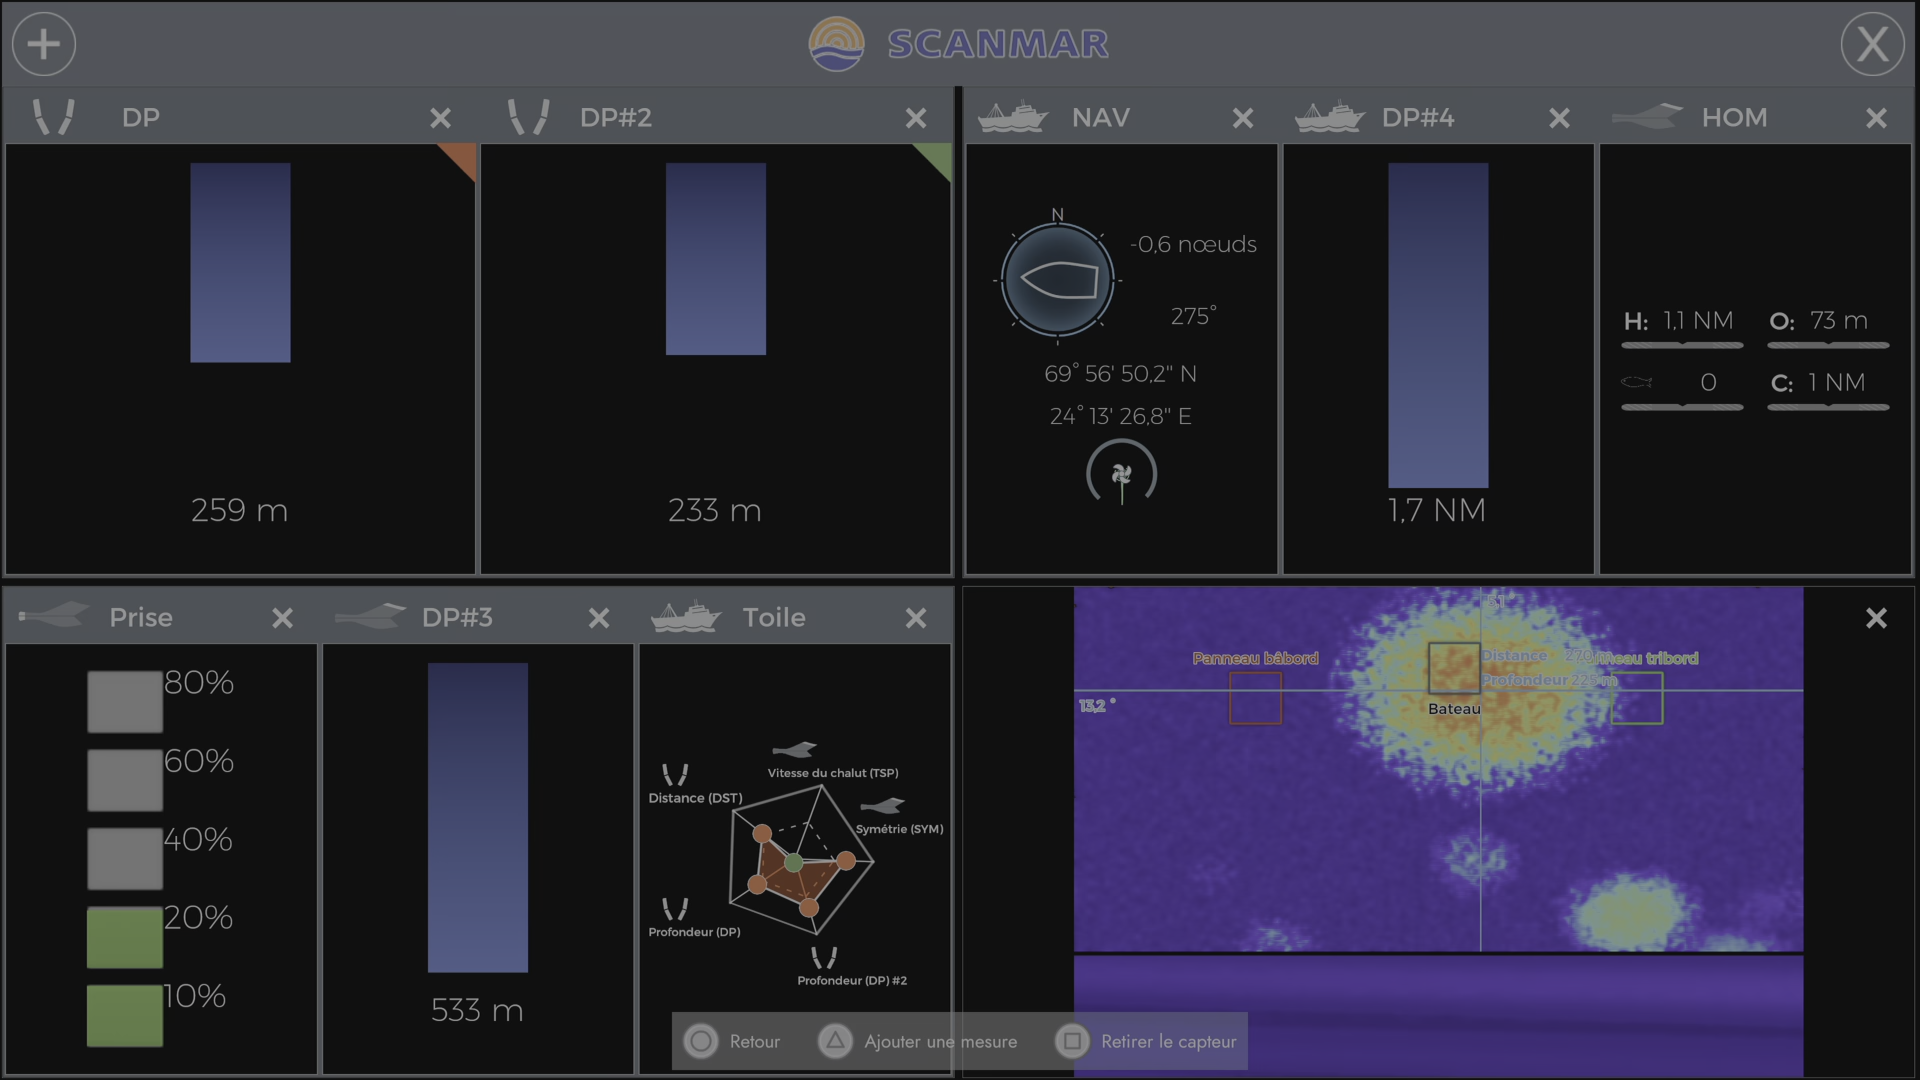 SCANMAR
DP
DP#2
NAV
DP#4
HOM
259 m
233 m
N
-0,6 nœuds
275°
69° 56' 50,2" N
24° 13' 26,8" E
1,7 NM
H: 1,1 NM
O: 73 m
0
C: 1 NM
Prise
DP#3
Toile
80%
60%
40%
20%
10%
533 m
Vitesse du chalut (TSP)
Distance (DST)
Symétrie (SYM)
Profondeur (DP)
Profondeur (DP) #2
Panneau bâbord
Distance
neau tribord
Profondeur 225 m
13,2 °
Bateau
Retour
Ajouter une mesure
Retirer le capteur